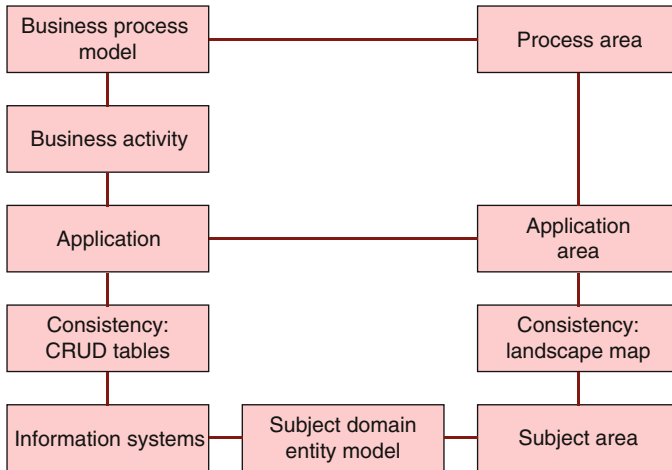 Business process
model
Process area
Business activity
Application
Application
area
Consistency:
CRUD tables
Consistency:
landscape map
Information systems
Subject domain
entity model
Subject area